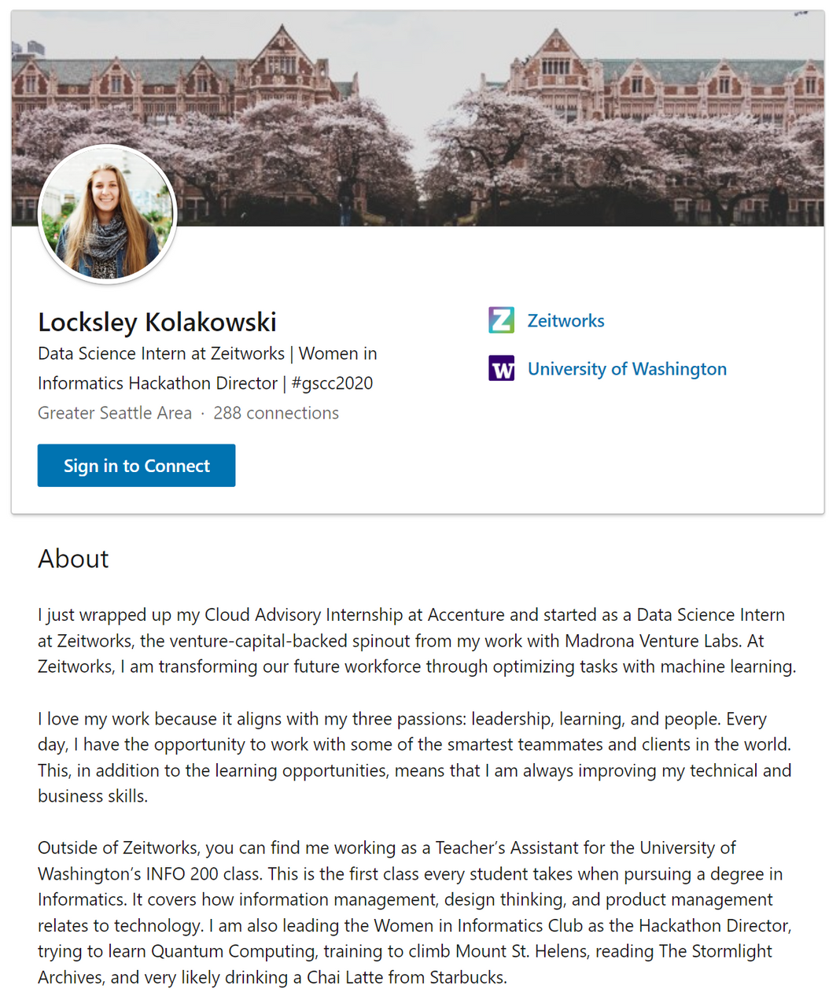 Locksley Kolakowski
Data Science Intern at Zeitworks | Women in
Informatics Hackathon Director | #gscc2020
Greater Seattle Area · 288 connections
Sign in to Connect
Z Zeitworks
W University of Washington
About
I just wrapped up my Cloud Advisory Internship at Accenture and started as a Data Science Intern
at Zeitworks, the venture-capital-backed spinout from my work with Madrona Venture Labs. At
Zeitworks, I am transforming our future workforce through optimizing tasks with machine learning.
I love my work because it aligns with my three passions: leadership, learning, and people. Every
day, I have the opportunity to work with some of the smartest teammates and clients in the world.
This, in addition to the learning opportunities, means that I am always improving my technical and
business skills.
Outside of Zeitworks, you can find me working as a Teacher’s Assistant for the University of
Washington’s INFO 200 class. This is the first class every student takes when pursuing a degree in
Informatics. It covers how information management, design thinking, and product management
relates to technology. I am also leading the Women in Informatics Club as the Hackathon Director,
trying to learn Quantum Computing, training to climb Mount St. Helens, reading The Stormlight
Archives, and very likely drinking a Chai Latte from Starbucks.